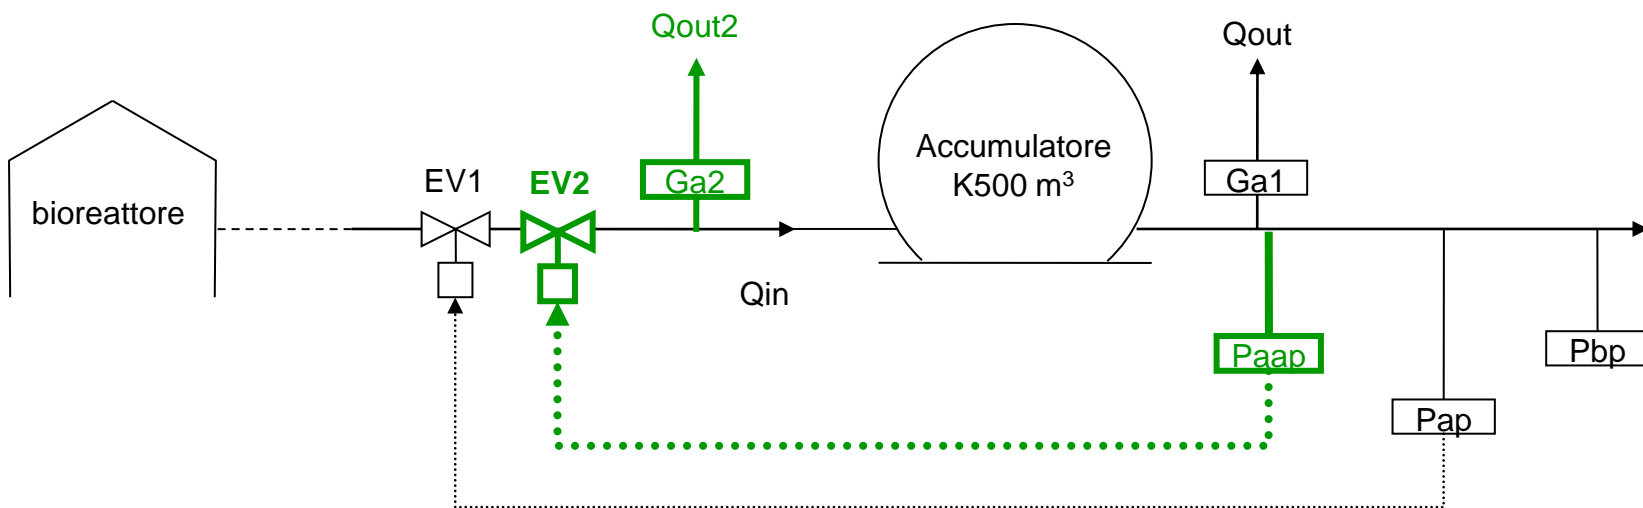 Qout2
Qout
Accumulatore
K500 m³
EV1
EV2
Ga2
Ga1
bioreattore
Qin
Paap
Pbp
Pap